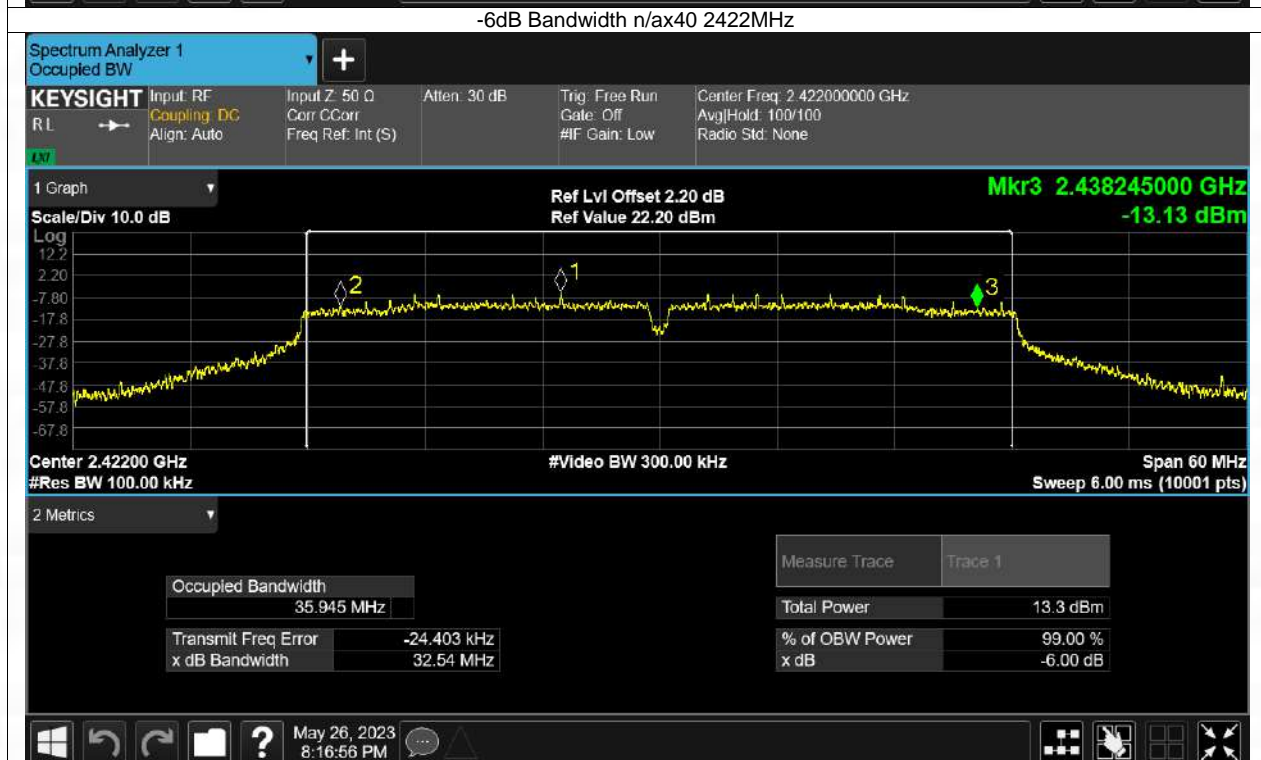 -6dB Bandwidth n/ax40 2422MHz
Spectrum Analyzer 1
Occupied BW
+
KEYSIGHT Input: RF Input Z: 50 Ω Atten: 30 dB Trig: Free Run Center Freq: 2.422000000 GHz
RL Coupling: DC Corr CCorr Gate: Off Avg|Hold: 100/100
Align: Auto Freq Ref: Int (S) #IF Gain: Low Radio Std: None
LXI
1 Graph Ref Lvl Offset 2.20 dB Mkr3 2.438245000 GHz
Scale/Div 10.0 dB Ref Value 22.20 dBm -13.13 dBm
Log
12.2
2.20
-7.80
-17.8
-27.8
-37.8
-47.8
-57.8
-67.8
2 1 3
Center 2.42200 GHz #Video BW 300.00 kHz Span 60 MHz
#Res BW 100.00 kHz Sweep 6.00 ms (10001 pts)
2 Metrics
Measure Trace Trace 1
Occupied Bandwidth
35.945 MHz Total Power 13.3 dBm
Transmit Freq Error -24.403 kHz % of OBW Power 99.00 %
x dB Bandwidth 32.54 MHz x dB -6.00 dB
? May 26, 2023
8:16:56 PM